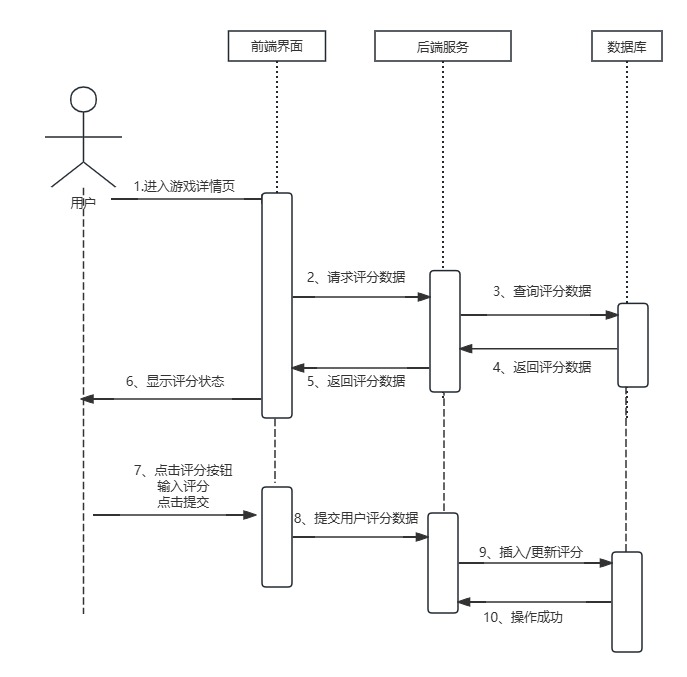 前端界面
后端服务
数据库
用户
1.进入游戏详情页
2、请求评分数据
3、查询评分数据
4、返回评分数据
5、返回评分数据
6、显示评分状态
7、点击评分按钮
输入评分
点击提交
8、提交用户评分数据
9、插入/更新评分
10、操作成功